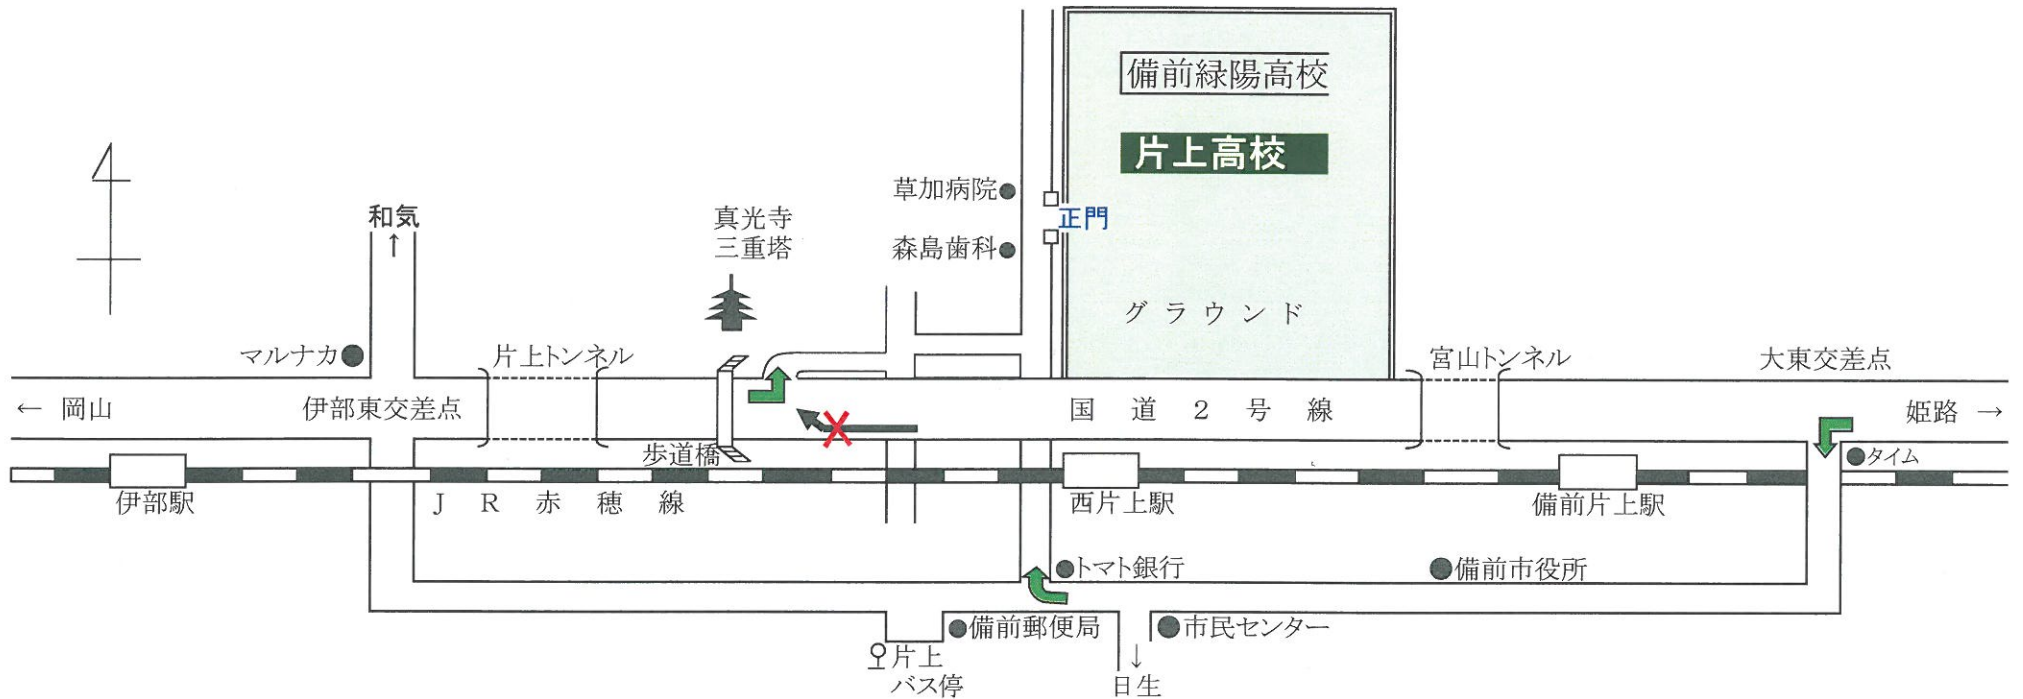 備前緑陽高校
片上高校
草加病院
正門
和気
↑
真光寺
三重塔
森島歯科
グラウンド
マルナカ
片上トンネル
宮山トンネル
大東交差点
← 岡山
伊部東交差点
国道2号線
姫路 →
歩道橋
タイム
伊部駅
JR赤穂線
西片上駅
備前片上駅
トマト銀行
備前市役所
備前郵便局
市民センター
片上
バス停
↓
日生